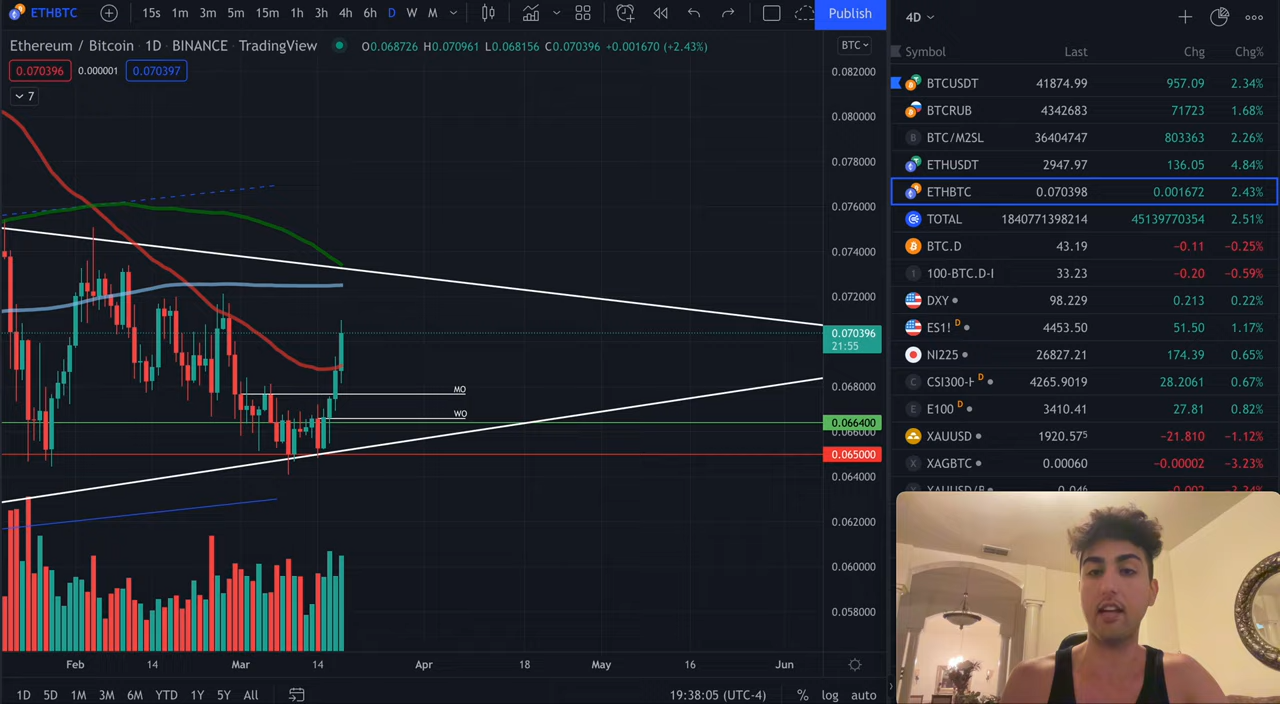 ETHBTC 15s 1m 3m 5m 15m 1h 3h 4h 6h D W M Publish
Ethereum / Bitcoin · 1D · BINANCE · TradingView O0.068726 H0.070961 L0.068156 C0.070396 +0.001670 (+2.43%) BTC
0.070396 0.000001 0.070397
7
0.082000
0.080000
0.078000
0.076000
0.074000
0.072000
0.070396
21:55
0.068000
MO
WO
0.066400
0.066000
0.065000
0.064000
0.062000
0.060000
0.058000
Feb 14 Mar 14 Apr 18 May 16 Jun
1D 5D 1M 3M 6M YTD 1Y 5Y All 19:38:05 (UTC-4) % log auto
4D
Symbol Last Chg Chg%
BTCUSDT 41874.99 957.09 2.34%
BTCRUB 4342683 71723 1.68%
B BTC/M2SL 36404747 803363 2.26%
ETHUSDT 2947.97 136.05 4.84%
ETHBTC 0.070398 0.001672 2.43%
TOTAL 1840771398214 45139770354 2.51%
BTC.D 43.19 −0.11 −0.25%
1 100-BTC.D-I 33.23 −0.20 −0.59%
DXY 98.229 0.213 0.22%
ES1! D 4453.50 51.50 1.17%
NI225 26827.21 174.39 0.65%
C CSI300-H D 4265.9019 28.2061 0.67%
E E100 D 3410.41 27.81 0.82%
XAUUSD 1920.575 −21.810 −1.12%
X XAGBTC 0.00060 −0.00002 −3.23%